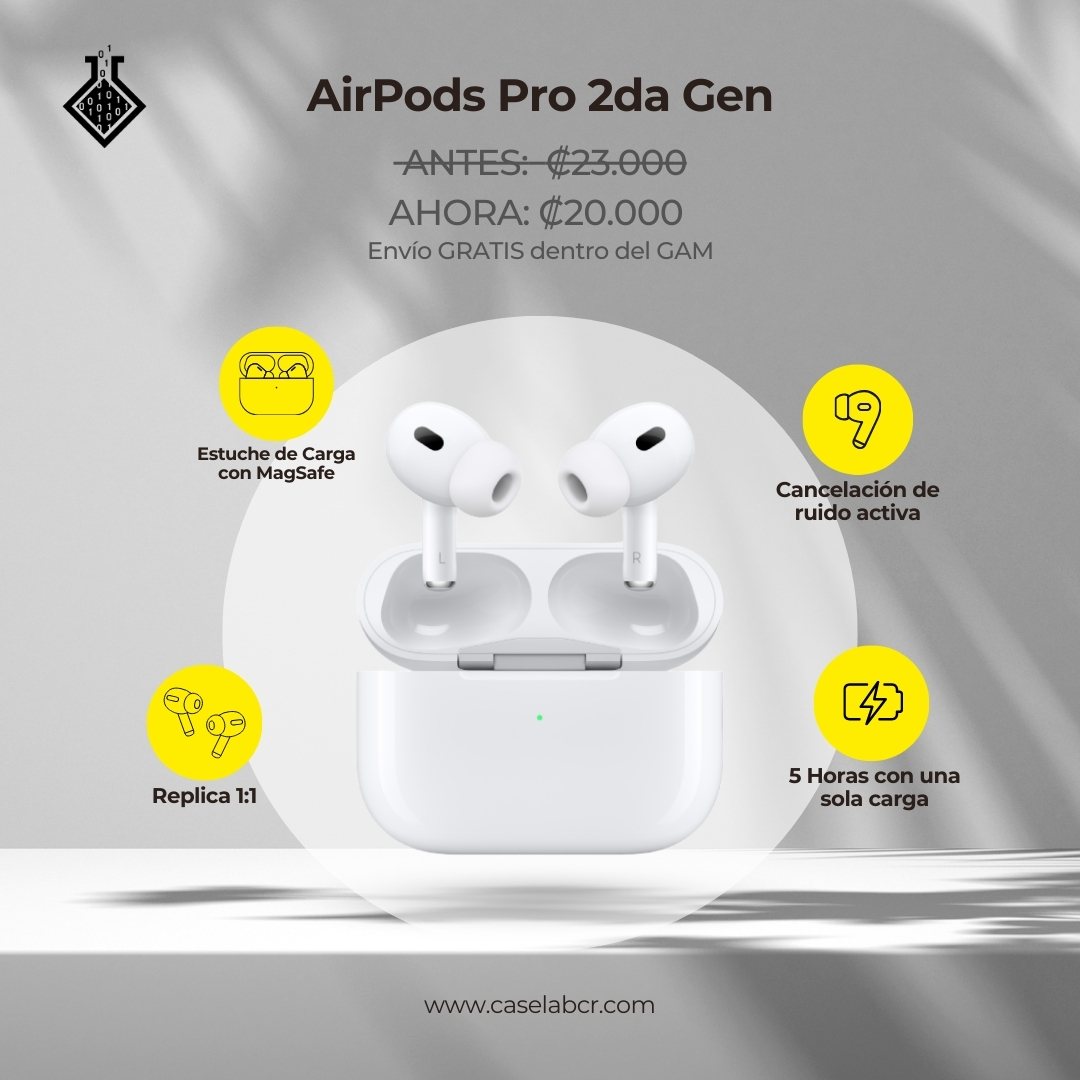 AirPods Pro 2da Gen
ANTES: ₡23.000
AHORA: ₡20.000
Envío GRATIS dentro del GAM
Estuche de Carga
con MagSafe
Cancelación de
ruido activa
L
R
Replica 1:1
5 Horas con una
sola carga
www.caselabcr.com